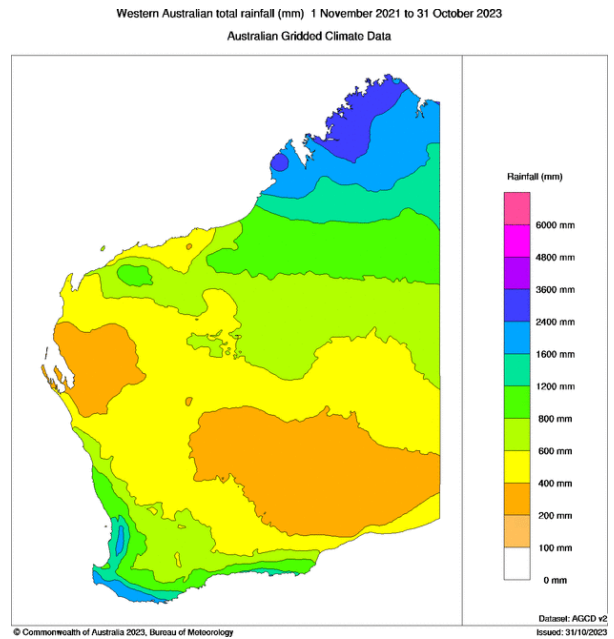 Western Australian total rainfall (mm)  1 November 2021 to 31 October 2023
Australian Gridded Climate Data
Rainfall (mm)
6000 mm
4800 mm
3600 mm
2400 mm
1600 mm
1200 mm
800 mm
600 mm
400 mm
200 mm
100 mm
0 mm
Dataset: AGCD v2
© Commonwealth of Australia 2023, Bureau of Meteorology
Issued: 31/10/2023